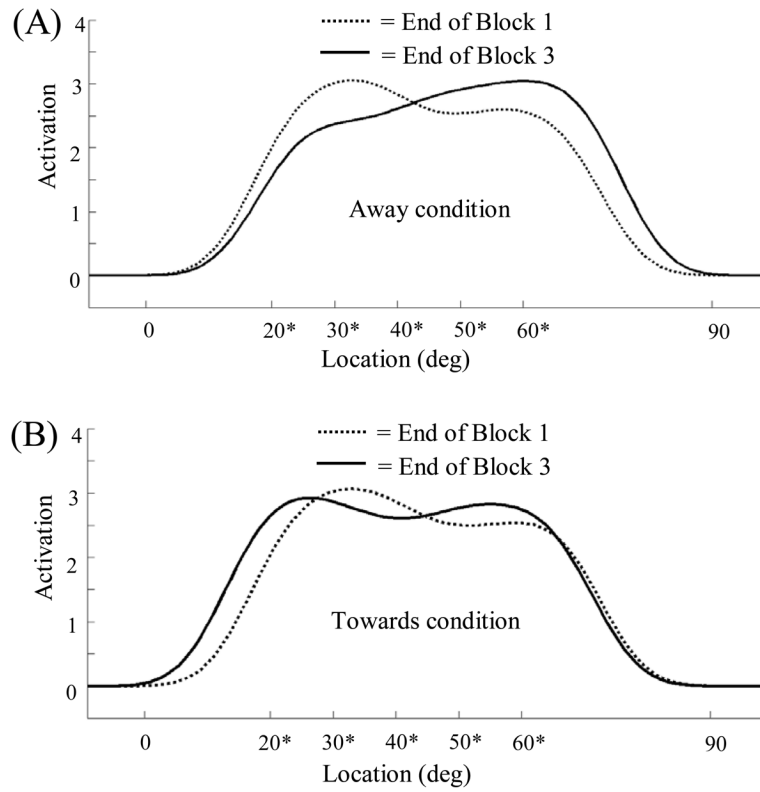 (A)
= End of Block 1
= End of Block 3
4
3
2
1
0
Activation
Away condition
0 20* 30* 40* 50* 60* 90
Location (deg)
(B)
= End of Block 1
= End of Block 3
4
3
2
1
0
Activation
Towards condition
0 20* 30* 40* 50* 60* 90
Location (deg)